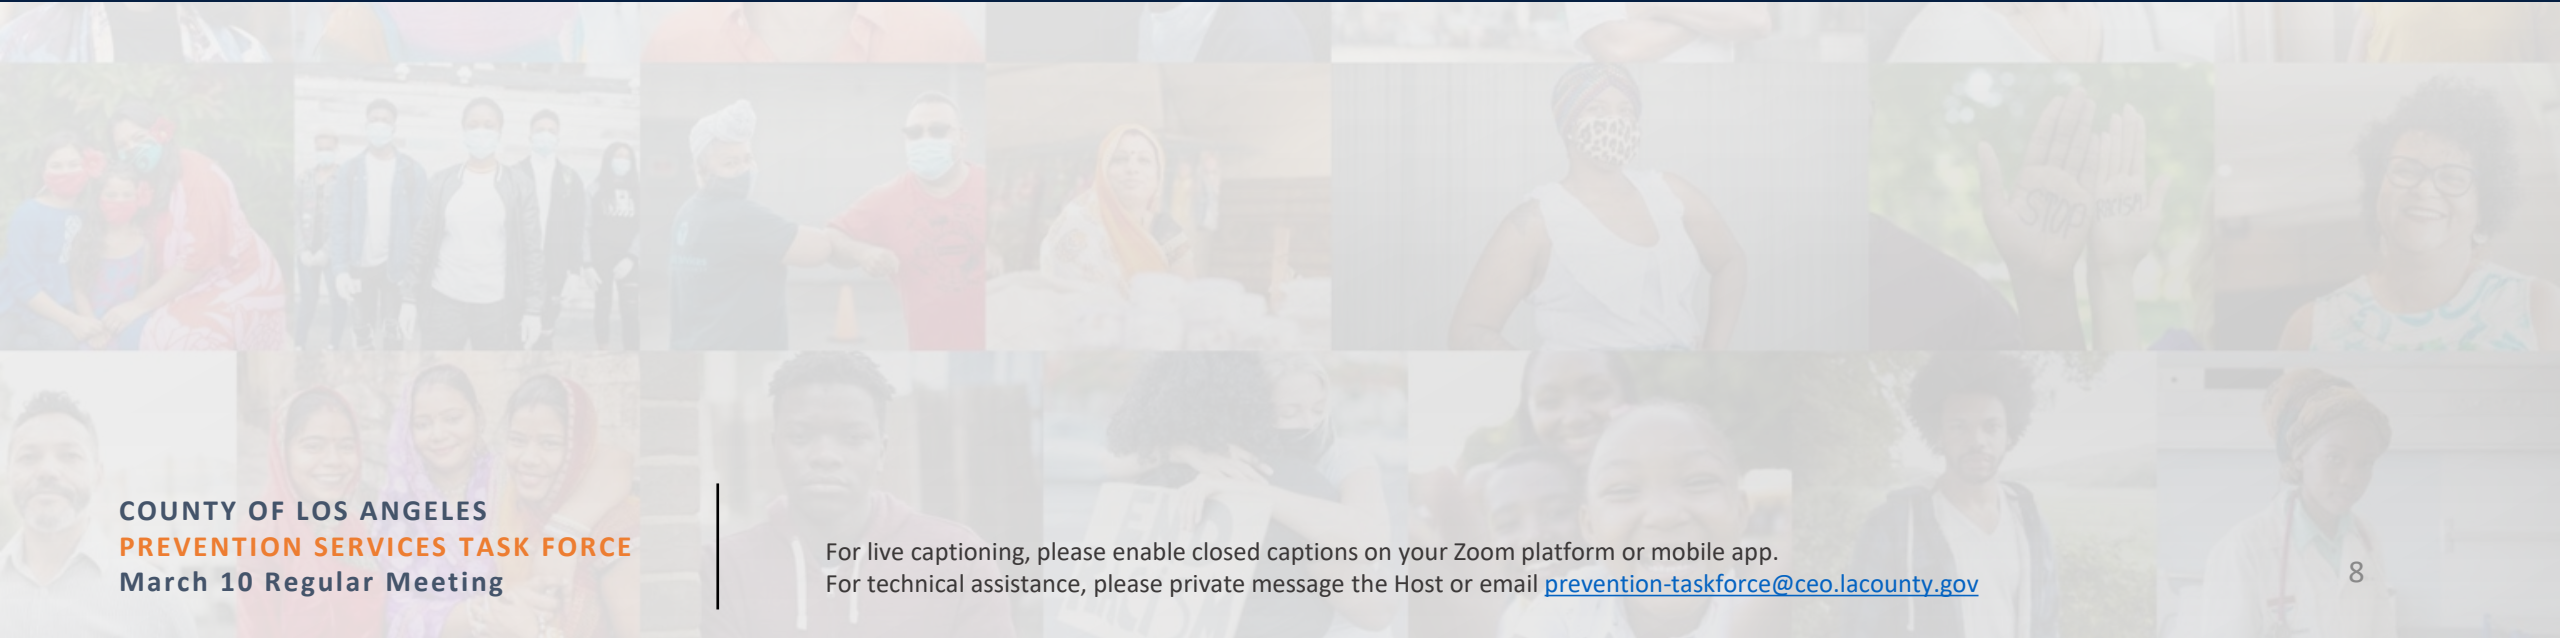 STOP racism
COUNTY OF LOS ANGELES
PREVENTION SERVICES TASK FORCE
March 10 Regular Meeting
For live captioning, please enable closed captions on your Zoom platform or mobile app.
For technical assistance, please private message the Host or email prevention-taskforce@ceo.lacounty.gov
8